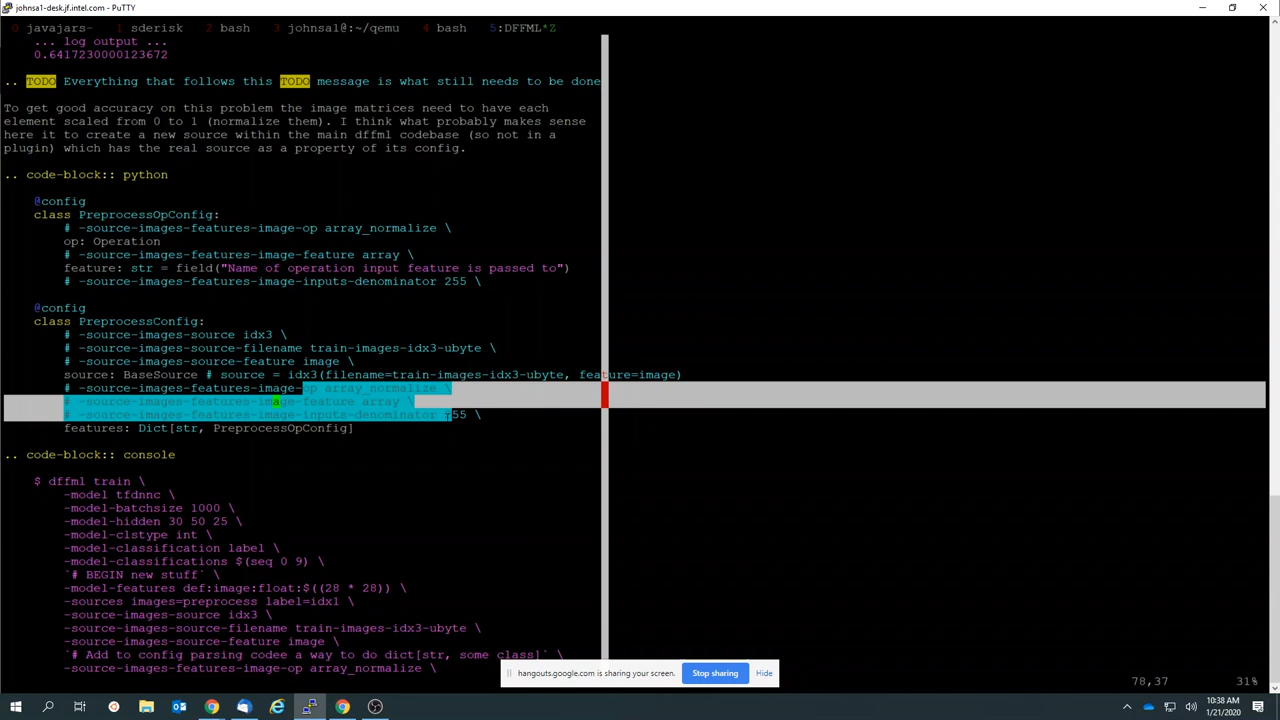 johnsa1-desk.jf.intel.com - PuTTY
0 javajars- 1 sderisk 2 bash 3 johnsa1@:~/qemu 4 bash 5:DFFML*Z
... log output ...
0.6417230000123672
.. TODO Everything that follows this TODO message is what still needs to be done
To get good accuracy on this problem the image matrices need to have each
element scaled from 0 to 1 (normalize them). I think what probably makes sense
here it to create a new source within the main dffml codebase (so not in a
plugin) which has the real source as a property of its config.
.. code-block:: python
@config
class PreprocessOpConfig:
# -source-images-features-image-op array_normalize \
op: Operation
# -source-images-features-image-feature array \
feature: str = field("Name of operation input feature is passed to")
# -source-images-features-image-inputs-denominator 255 \
@config
class PreprocessConfig:
# -source-images-source idx3 \
# -source-images-source-filename train-images-idx3-ubyte \
# -source-images-source-feature image \
source: BaseSource # source = idx3(filename=train-images-idx3-ubyte, feature=image)
# -source-images-features-image-op array_normalize \
# -source-images-features-image-feature array \
# -source-images-features-image-inputs-denominator 255 \
features: Dict[str, PreprocessOpConfig]
.. code-block:: console
$ dffml train \
-model tfdnnc \
-model-batchsize 1000 \
-model-hidden 30 50 25 \
-model-clstype int \
-model-classification label \
-model-classifications $(seq 0 9) \
`# BEGIN new stuff` \
-model-features def:image:float:$((28 * 28)) \
-sources images=preprocess label=idx1 \
-source-images-source idx3 \
-source-images-source-filename train-images-idx3-ubyte \
-source-images-source-feature image \
`# Add to config parsing codee a way to do dict[str, some class]` \
-source-images-features-image-op array_normalize \
hangouts.google.com is sharing your screen. Stop sharing Hide
78,37 31%
10:38 AM
1/21/2020